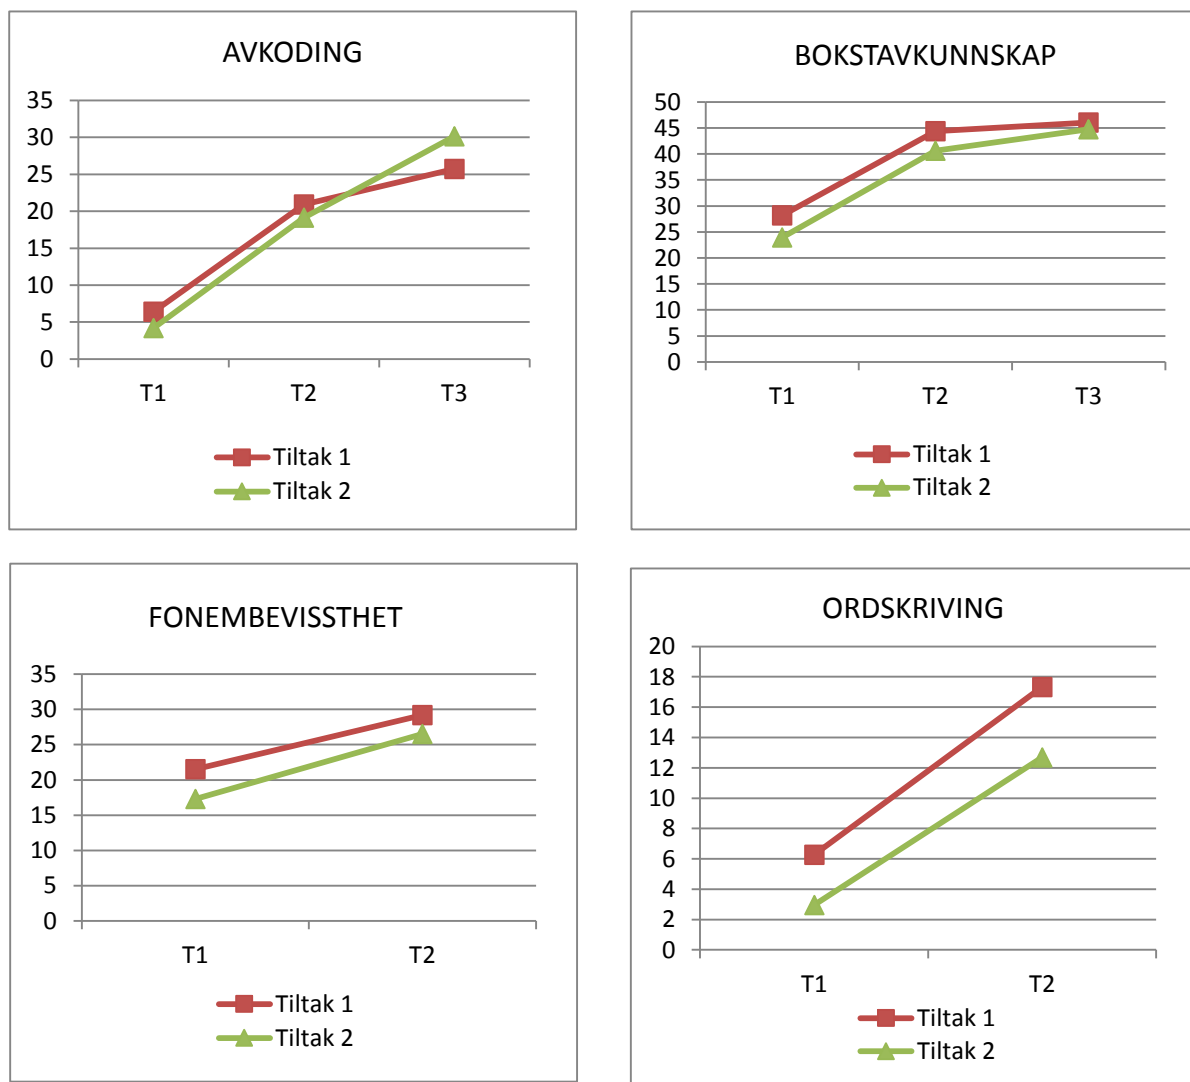 AVKODING
35
30
25
20
15
10
5
0
T1 T2 T3
Tiltak 1
Tiltak 2
BOKSTAVKUNNSKAP
50
45
40
35
30
25
20
15
10
5
0
T1 T2 T3
Tiltak 1
Tiltak 2
FONEMBEVISSTHET
35
30
25
20
15
10
5
0
T1 T2
Tiltak 1
Tiltak 2
ORDSKRIVING
20
18
16
14
12
10
8
6
4
2
0
T1 T2
Tiltak 1
Tiltak 2